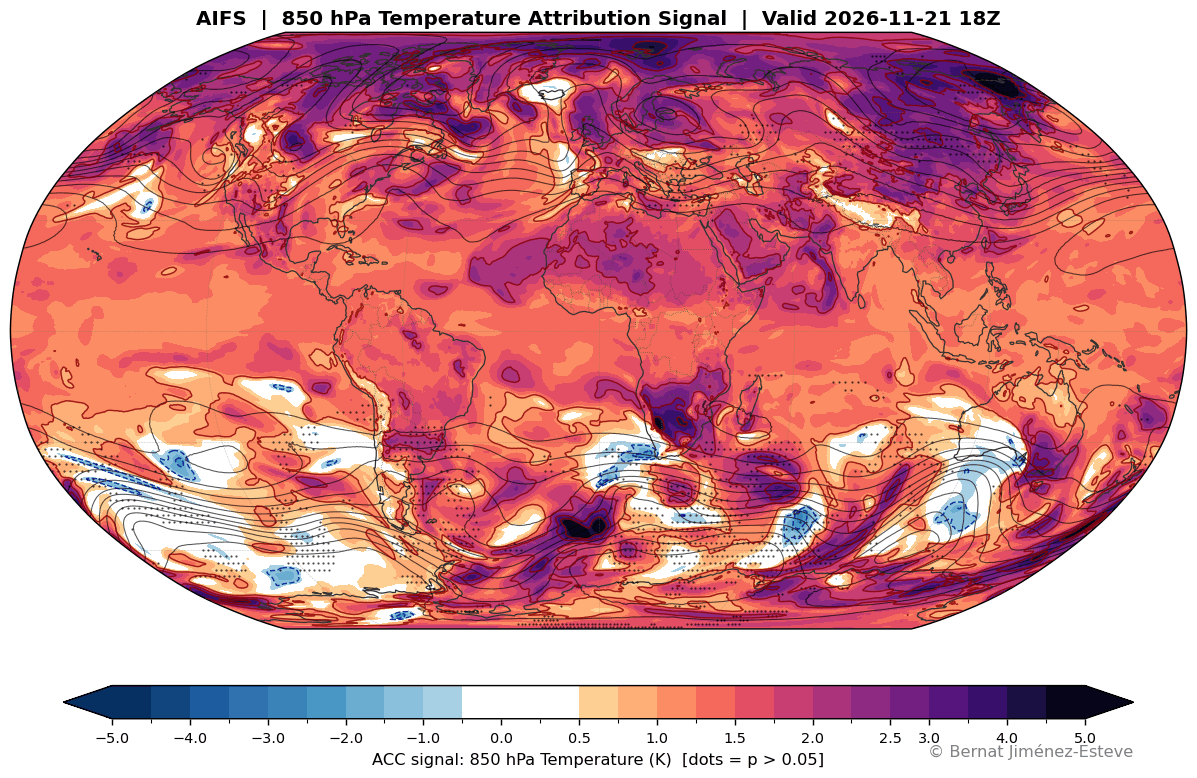 AIFS | 850 hPa Temperature Attribution Signal | Valid 2026-11-21 18Z
−5.0 −4.0 −3.0 −2.0 −1.0 0.0 0.5 1.0 1.5 2.0 2.5 3.0 4.0 5.0
ACC signal: 850 hPa Temperature (K) [dots = p > 0.05]
© Bernat Jiménez-Esteve